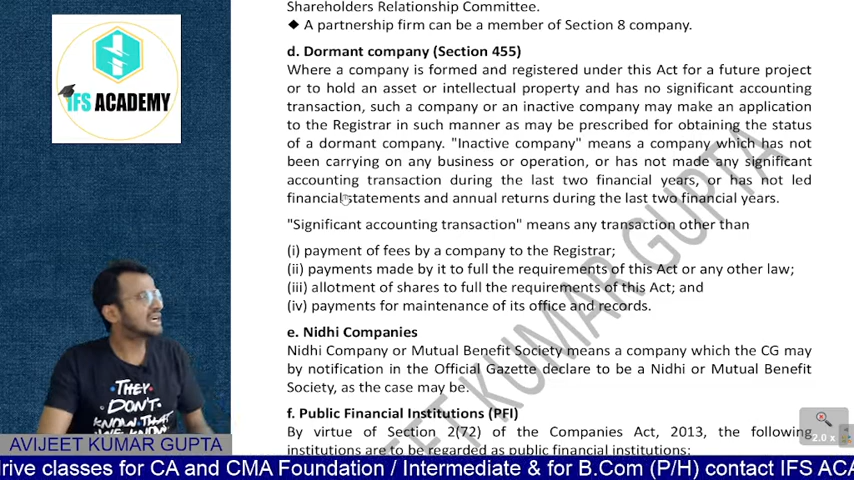 Shareholders Relationship Committee.
❖ A partnership firm can be a member of Section 8 company.
d. Dormant company (Section 455)
Where a company is formed and registered under this Act for a future project
or to hold an asset or intellectual property and has no significant accounting
transaction, such a company or an inactive company may make an application
to the Registrar in such manner as may be prescribed for obtaining the status
of a dormant company. "Inactive company" means a company which has not
been carrying on any business or operation, or has not made any significant
accounting transaction during the last two financial years, or has not led
financial statements and annual returns during the last two financial years.
"Significant accounting transaction" means any transaction other than
(i) payment of fees by a company to the Registrar;
(ii) payments made by it to full the requirements of this Act or any other law;
(iii) allotment of shares to full the requirements of this Act; and
(iv) payments for maintenance of its office and records.
e. Nidhi Companies
Nidhi Company or Mutual Benefit Society means a company which the CG may
by notification in the Official Gazette declare to be a Nidhi or Mutual Benefit
Society, as the case may be.
f. Public Financial Institutions (PFI)
By virtue of Section 2(72) of the Companies Act, 2013, the following
institutions are to be regarded as public financial institutions:
IFS ACADEMY
THEY
DON'T
KNOW THAT
AVIJEET KUMAR GUPTA
2.0 x
drive classes for CA and CMA Foundation / Intermediate & for B.Com (P/H) contact IFS ACA
EET KUMAR GUPTA